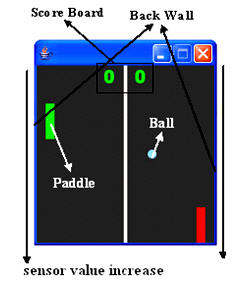 Score Board
Back Wall
0 0
Ball
Paddle
sensor value increase